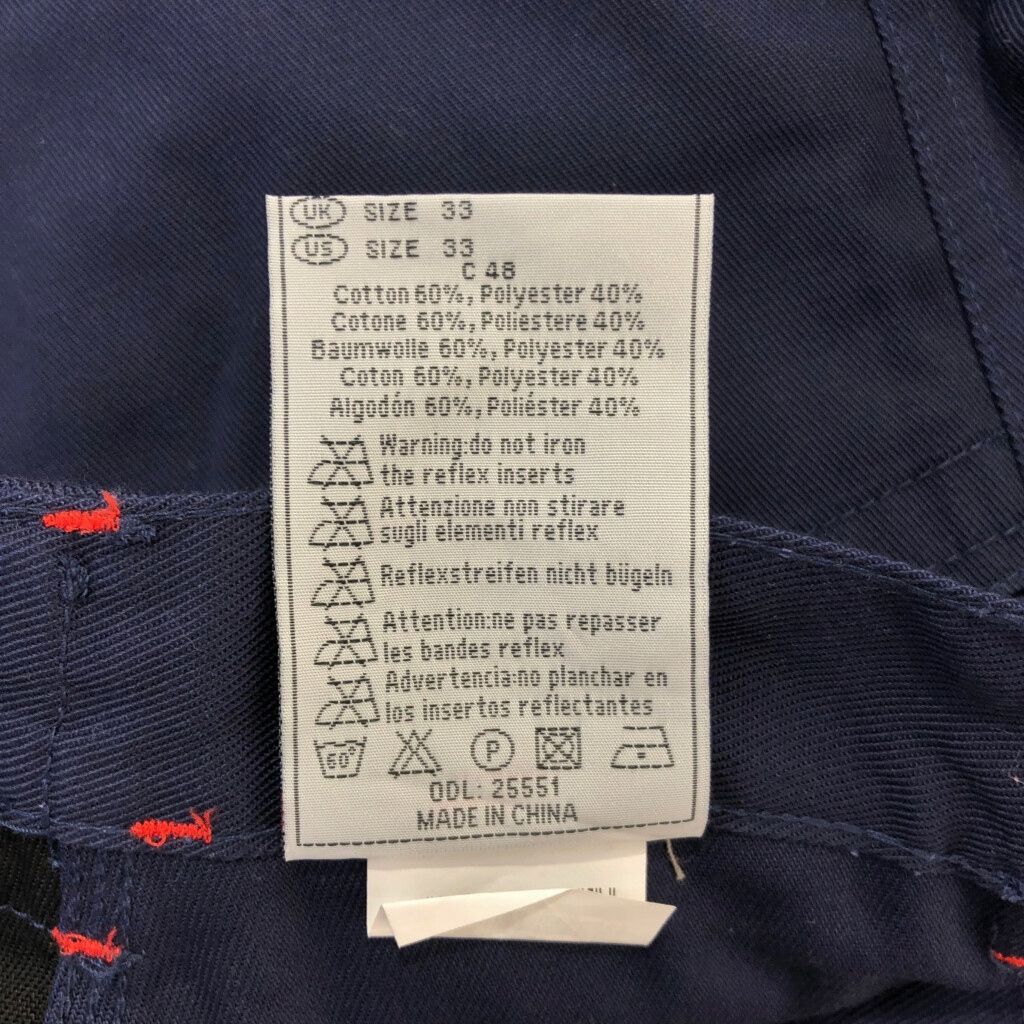 UK SIZE 33
US SIZE 33
C 48
Cotton 60%, Polyester 40%
Cotone 60%, Poliestere 40%
Baumwolle 60%, Polyester 40%
Coton 60%, Polyester 40%
Algodón 60%, Poliéster 40%
Warning:do not iron
the reflex inserts
Attenzione non stirare
sugli elementi reflex
Reflexstreifen nicht bügeln
Attention:ne pas repasser
les bandes reflex
Advertencia:no planchar en
los insertos reflectantes
60° P
ODL: 25551
MADE IN CHINA